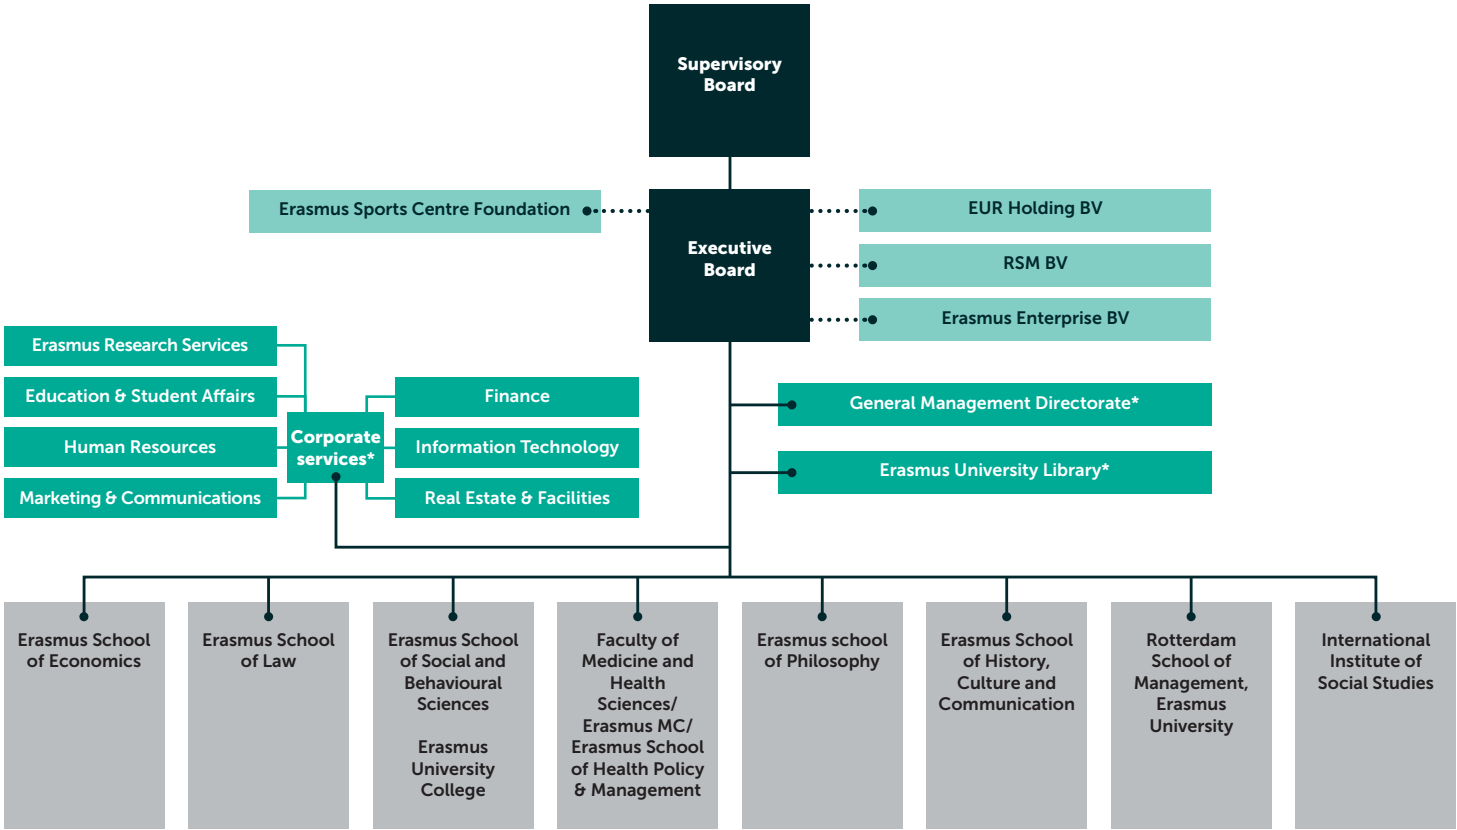 Supervisory
Board
Erasmus Sports Centre Foundation
Executive
Board
EUR Holding BV
RSM BV
Erasmus Enterprise BV
Erasmus Research Services
Education & Student Affairs
Human Resources
Marketing & Communications
Corporate
services*
Finance
Information Technology
Real Estate & Facilities
General Management Directorate*
Erasmus University Library*
Erasmus School
of Economics
Erasmus School
of Law
Erasmus School
of Social and
Behavioural
Sciences
Erasmus
University
College
Faculty of
Medicine and
Health
Sciences/
Erasmus MC/
Erasmus School
of Health Policy
& Management
Erasmus school
of Philosophy
Erasmus School
of History,
Culture and
Communication
Rotterdam
School of
Management,
Erasmus
University
International
Institute of
Social Studies